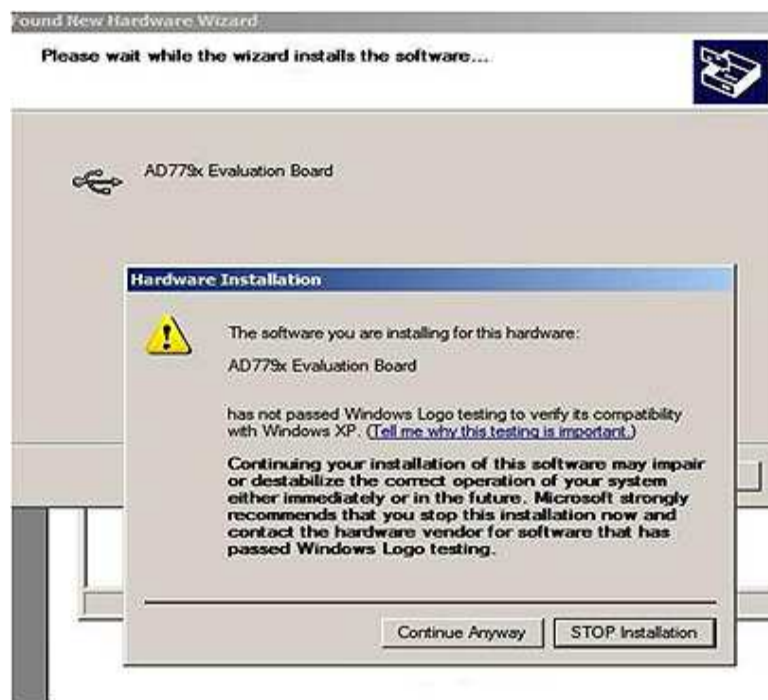 Found New Hardware Wizard
Please wait while the wizard installs the software...
AD779x Evaluation Board
Hardware Installation
The software you are installing for this hardware:
AD779x Evaluation Board
has not passed Windows Logo testing to verify its compatibility
with Windows XP. (Tell me why this testing is important.)
Continuing your installation of this software may impair
or destabilize the correct operation of your system
either immediately or in the future. Microsoft strongly
recommends that you stop this installation now and
contact the hardware vendor for software that has
passed Windows Logo testing.
Continue Anyway
STOP Installation